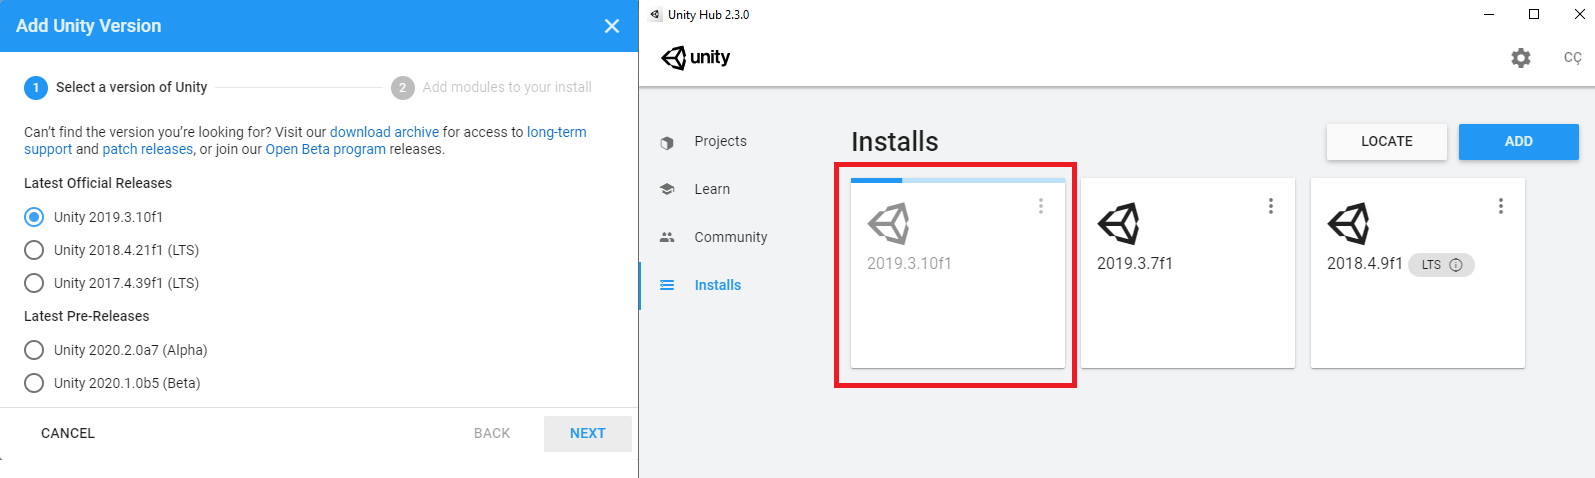 Add Unity Version
1 Select a version of Unity
2 Add modules to your install
Can’t find the version you’re looking for? Visit our download archive for access to long-term
support and patch releases, or join our Open Beta program releases.
Latest Official Releases
Unity 2019.3.10f1
Unity 2018.4.21f1 (LTS)
Unity 2017.4.39f1 (LTS)
Latest Pre-Releases
Unity 2020.2.0a7 (Alpha)
Unity 2020.1.0b5 (Beta)
CANCEL
BACK
NEXT
Unity Hub 2.3.0
unity
CÇ
Projects
Learn
Community
Installs
Installs
LOCATE
ADD
2019.3.10f1
2019.3.7f1
2018.4.9f1 LTS